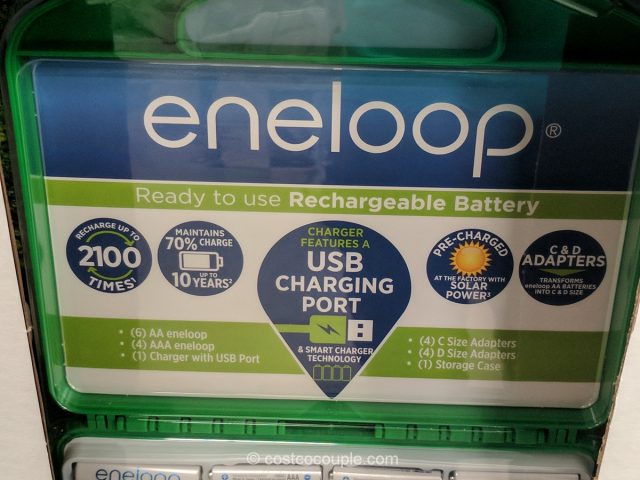 eneloop®
Ready to use Rechargeable Battery
RECHARGE UP TO
2100
TIMES¹
MAINTAINS
70% CHARGE
UP TO
10 YEARS²
CHARGER
FEATURES A
USB
CHARGING
PORT
& SMART CHARGER
TECHNOLOGY
PRE-CHARGED
AT THE FACTORY WITH
SOLAR
POWER³
C & D
ADAPTERS
TRANSFORMS
eneloop AA BATTERIES
INTO C & D SIZE
• (6) AA eneloop
• (4) AAA eneloop
• (1) Charger with USB Port
• (4) C Size Adapters
• (4) D Size Adapters
• (1) Storage Case
eneloop
AAA
© costcocouple.com